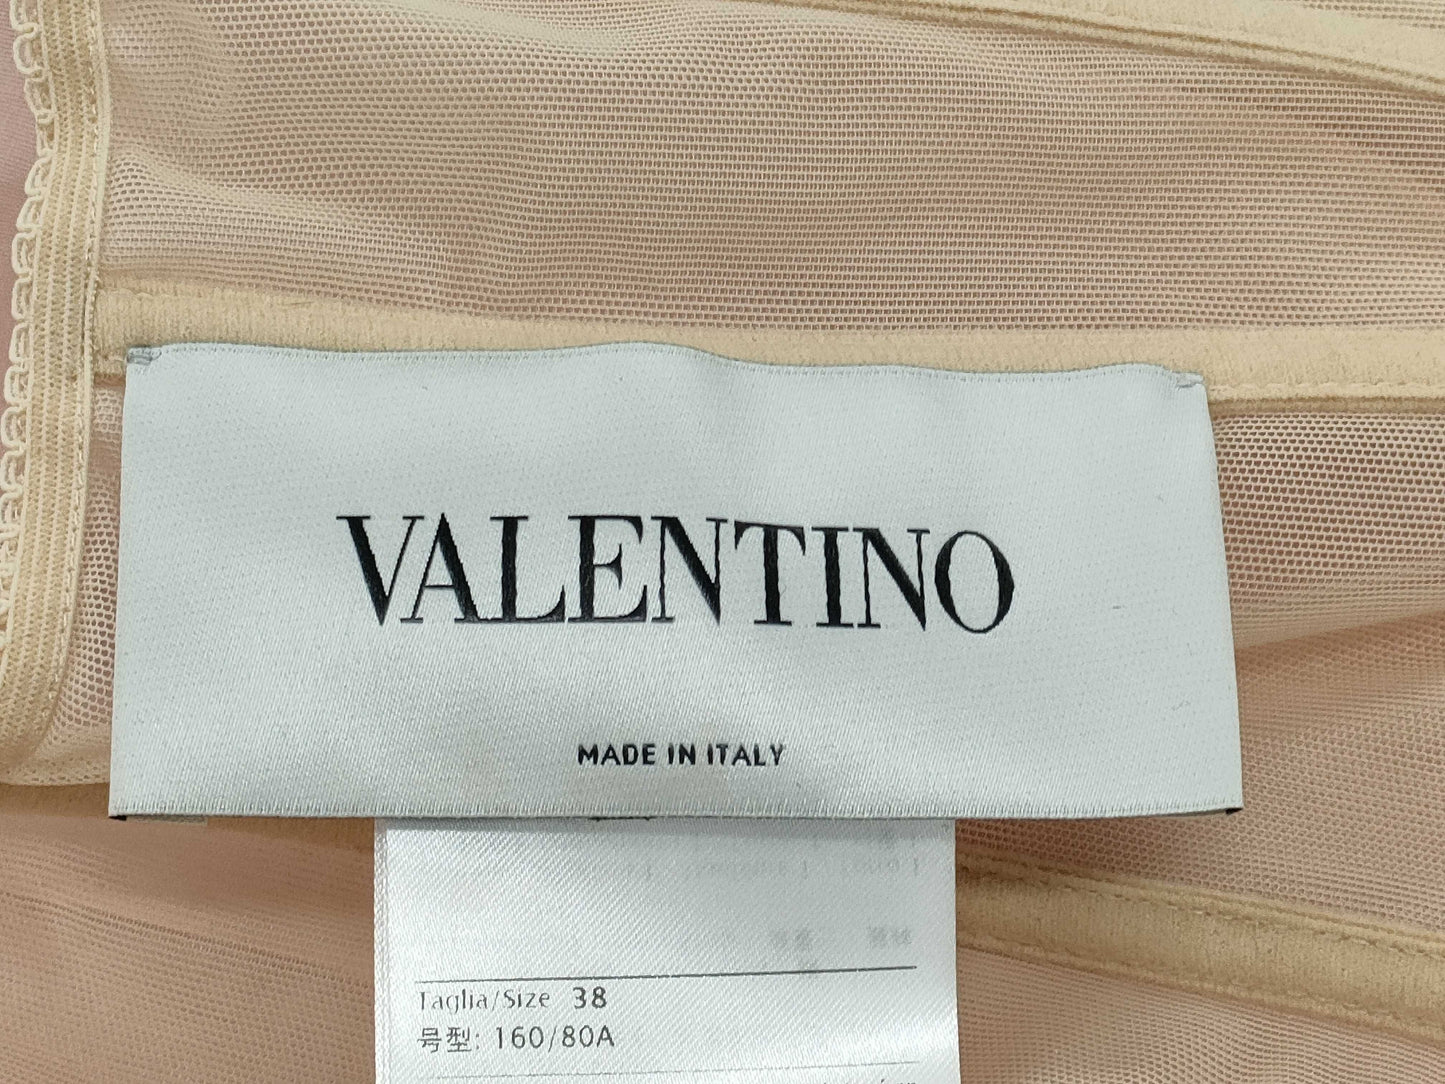 VALENTINO
MADE IN ITALY
Taglia/Size 38
号型: 160/80A